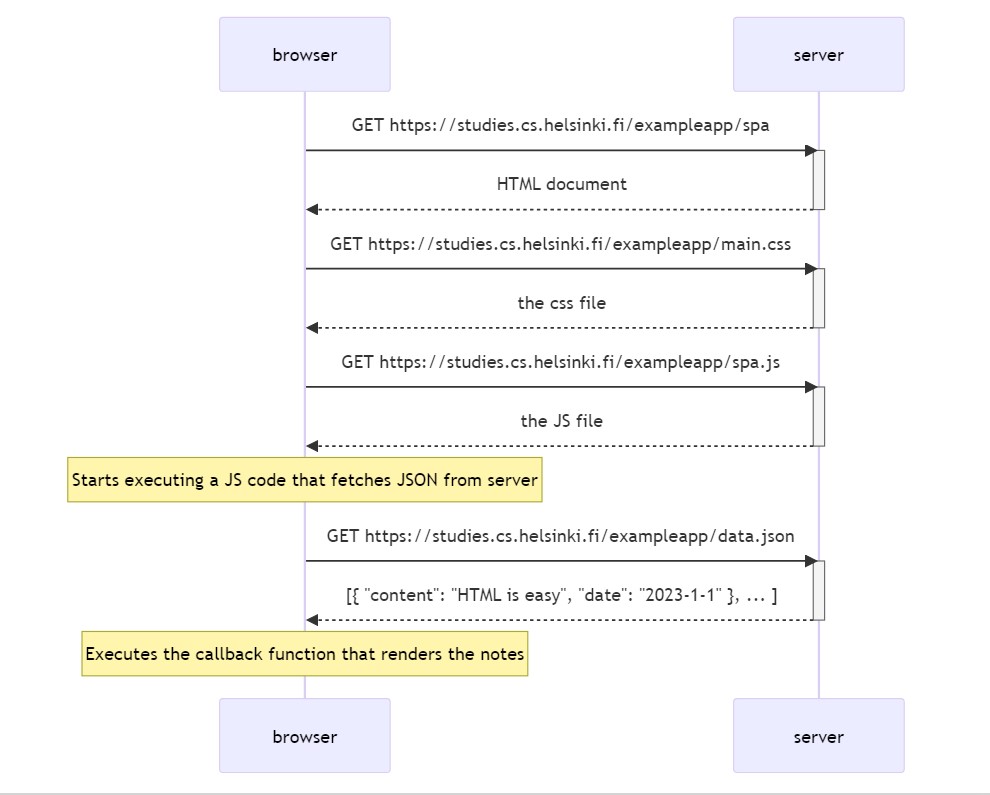 browser
server
GET https://studies.cs.helsinki.fi/exampleapp/spa
HTML document
GET https://studies.cs.helsinki.fi/exampleapp/main.css
the css file
GET https://studies.cs.helsinki.fi/exampleapp/spa.js
the JS file
Starts executing a JS code that fetches JSON from server
GET https://studies.cs.helsinki.fi/exampleapp/data.json
[{ "content": "HTML is easy", "date": "2023-1-1" }, ... ]
Executes the callback function that renders the notes
browser
server